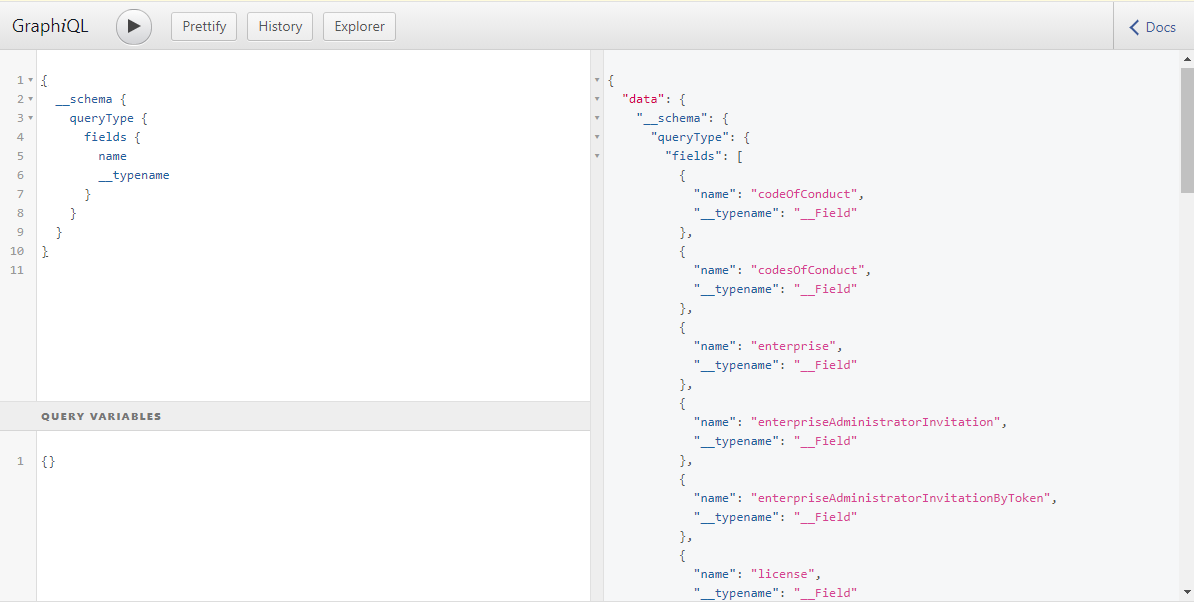 GraphiQL Prettify History Explorer Docs
1 {
2 __schema {
3 queryType {
4 fields {
5 name
6 __typename
7 }
8 }
9 }
10 }
11
QUERY VARIABLES
1 {}
{
"data": {
"__schema": {
"queryType": {
"fields": [
{
"name": "codeOfConduct",
"__typename": "__Field"
},
{
"name": "codesOfConduct",
"__typename": "__Field"
},
{
"name": "enterprise",
"__typename": "__Field"
},
{
"name": "enterpriseAdministratorInvitation",
"__typename": "__Field"
},
{
"name": "enterpriseAdministratorInvitationByToken",
"__typename": "__Field"
},
{
"name": "license",
"__typename": "__Field"